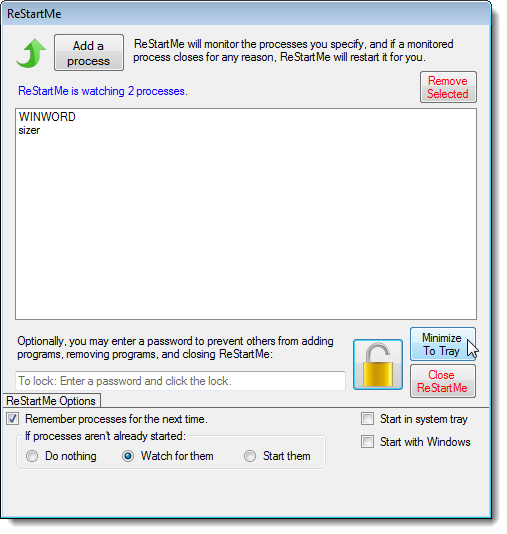 ReStartMe
Add a
process
ReStartMe will monitor the processes you specify, and if a monitored
process closes for any reason, ReStartMe will restart it for you.
ReStartMe is watching 2 processes.
Remove
Selected
WINWORD
sizer
Optionally, you may enter a password to prevent others from adding
programs, removing programs, and closing ReStartMe:
To lock: Enter a password and click the lock.
Minimize
To Tray
Close
ReStartMe
ReStartMe Options
Remember processes for the next time.
If processes aren't already started:
Do nothing
Watch for them
Start them
Start in system tray
Start with Windows